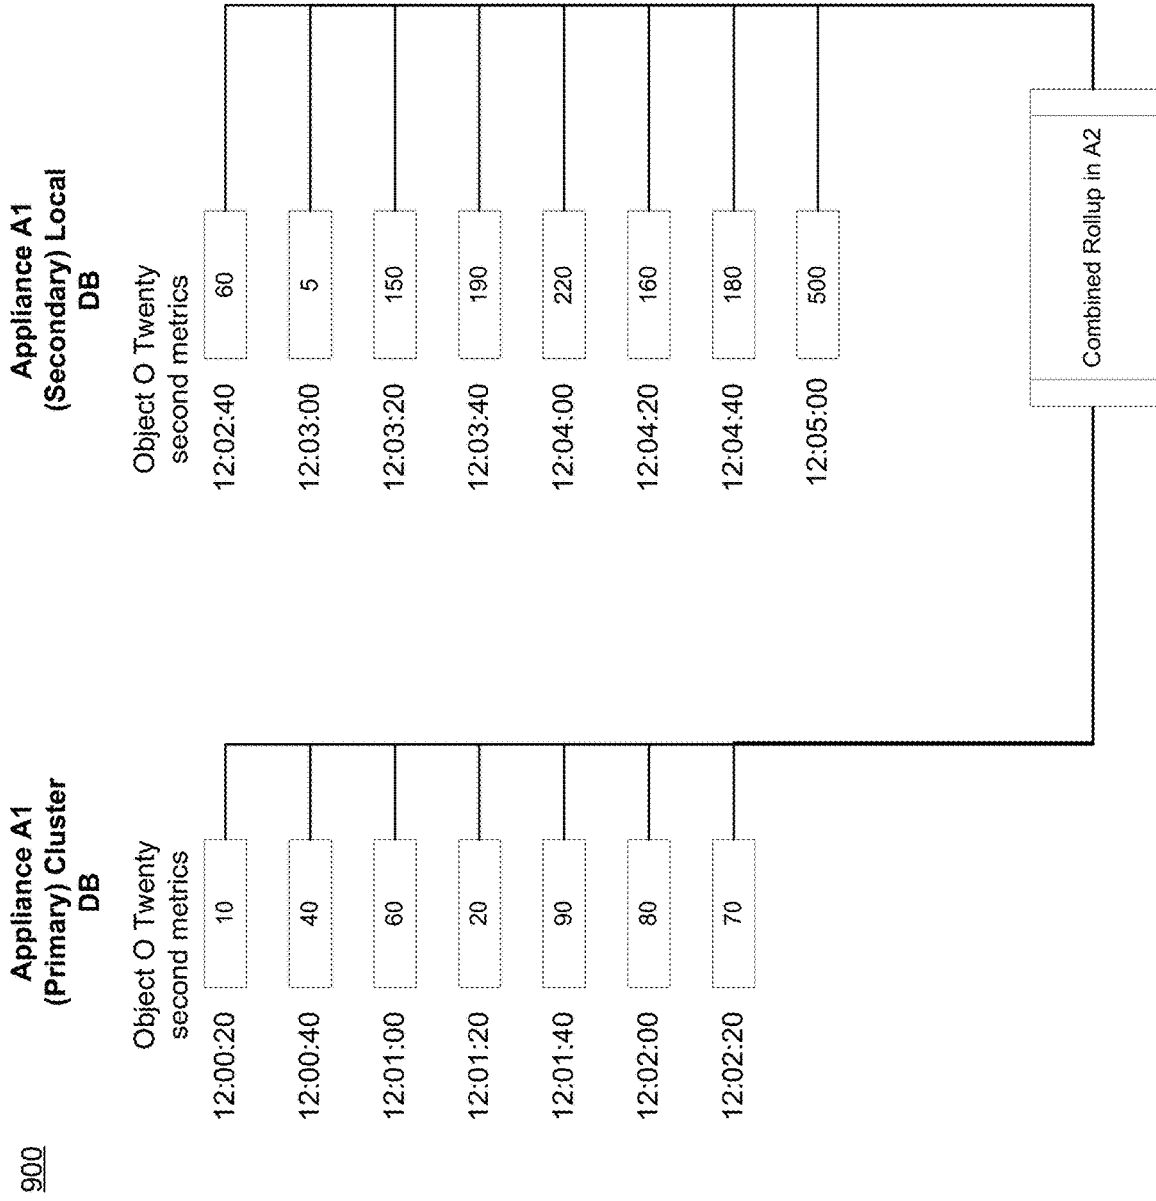 900
Appliance A1
(Primary) Cluster
DB
Object O Twenty
second metrics
12:00:20
10
12:00:40
40
12:01:00
60
12:01:20
20
12:01:40
90
12:02:00
80
12:02:20
70
Appliance A1
(Secondary) Local
DB
Object O Twenty
second metrics
12:02:40
60
12:03:00
5
12:03:20
150
12:03:40
190
12:04:00
220
12:04:20
160
12:04:40
180
12:05:00
500
Combined Rollup in A2